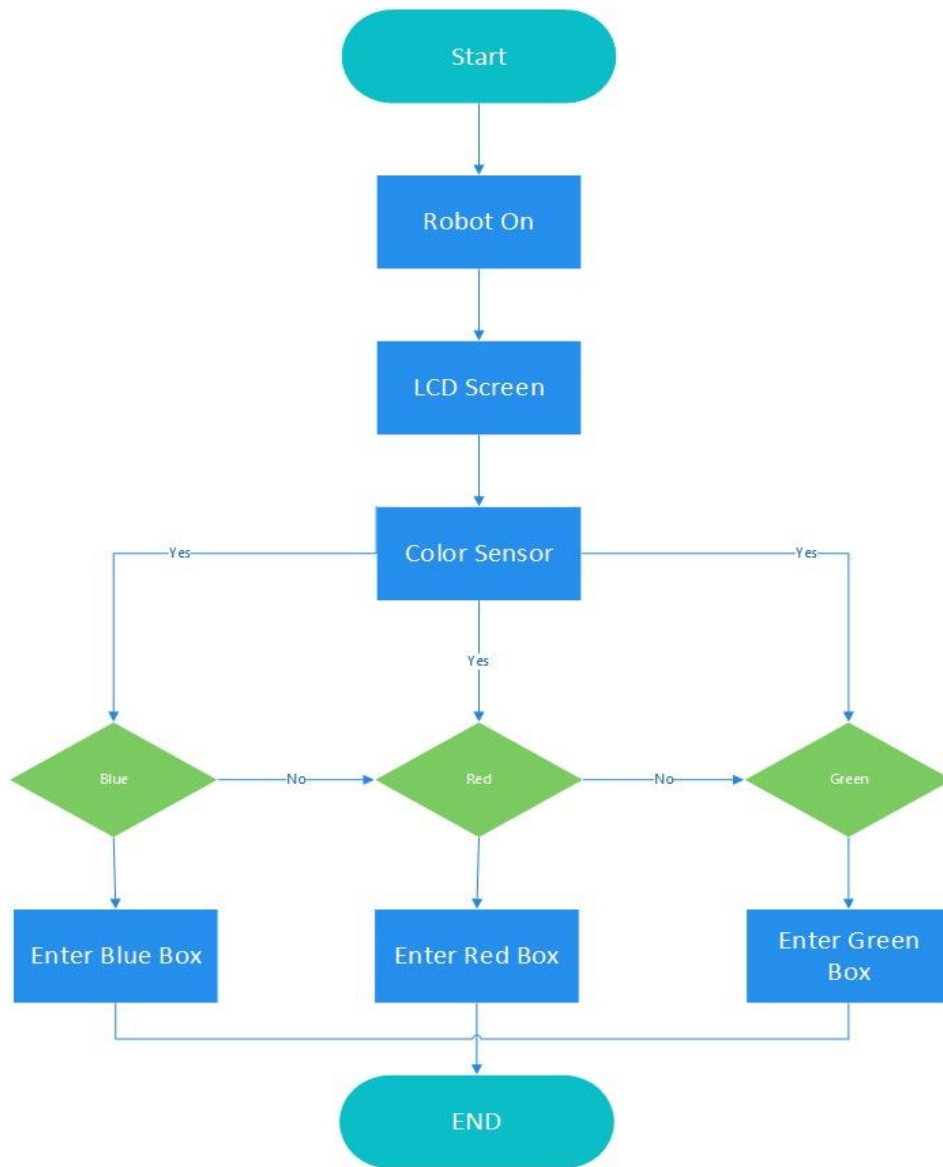 Start
Robot On
LCD Screen
Color Sensor
Yes
Yes
Yes
Blue
No
Red
No
Green
Enter Blue Box
Enter Red Box
Enter Green
Box
END